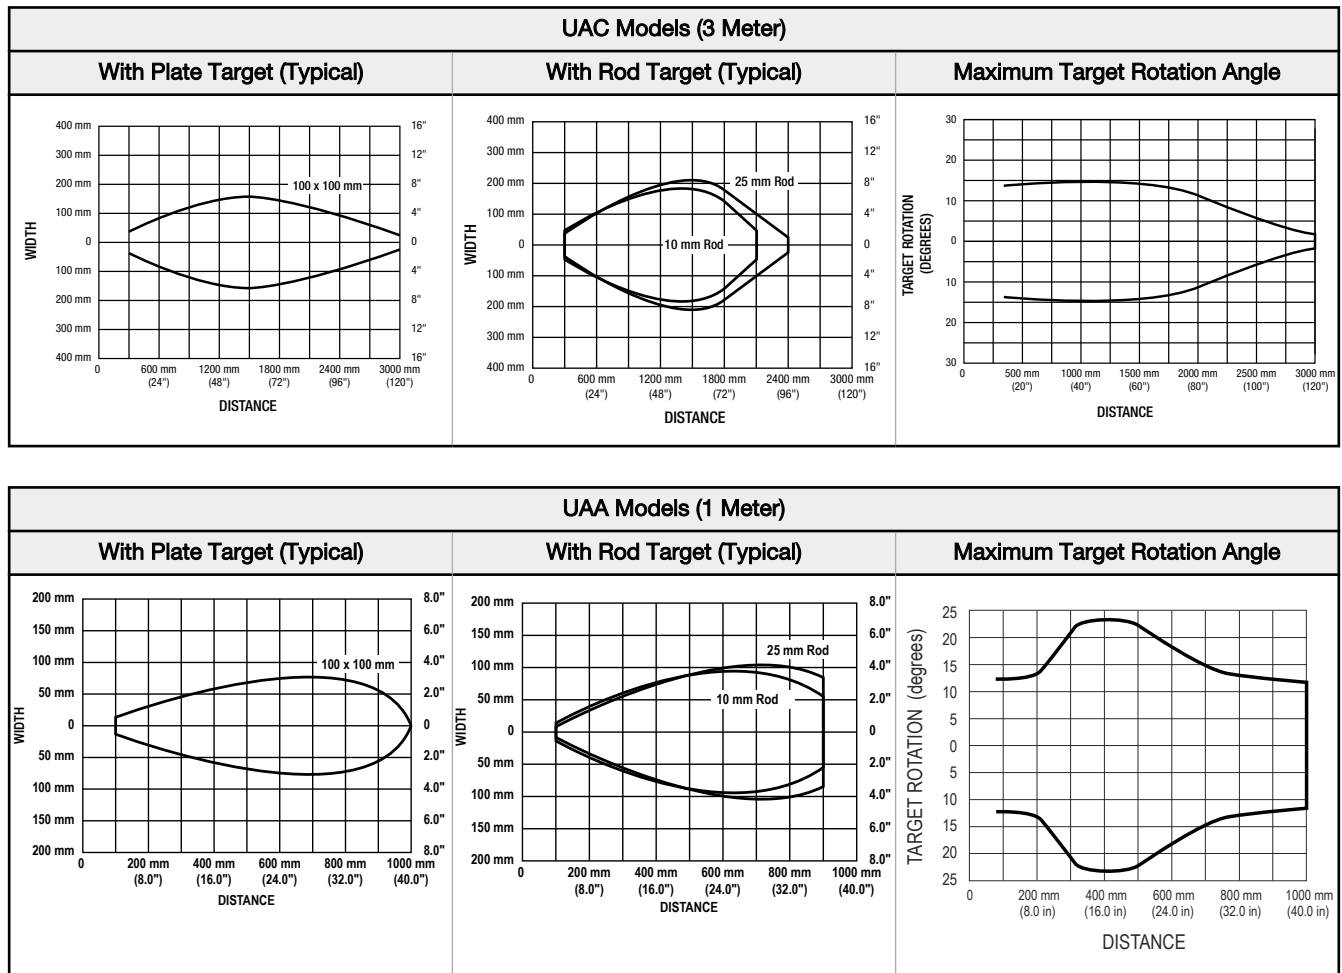 UAC Models (3 Meter)
With Plate Target (Typical)
With Rod Target (Typical)
Maximum Target Rotation Angle
400 mm
300 mm
200 mm
100 mm
0
100 mm
200 mm
300 mm
400 mm
WIDTH
100 x 100 mm
16"
12"
8"
4"
0
4"
8"
12"
16"
0 600 mm 1200 mm 1800 mm 2400 mm 3000 mm
(24") (48") (72") (96") (120")
DISTANCE
400 mm
300 mm
200 mm
100 mm
0
100 mm
200 mm
300 mm
400 mm
WIDTH
25 mm Rod
10 mm Rod
16"
12"
8"
4"
0
4"
8"
12"
16"
0 600 mm 1200 mm 1800 mm 2400 mm 3000 mm
(24") (48") (72") (96") (120")
DISTANCE
30
20
10
0
10
20
30
TARGET ROTATION
(DEGREES)
0 500 mm 1000 mm 1500 mm 2000 mm 2500 mm 3000 mm
(20") (40") (60") (80") (100") (120")
DISTANCE
UAA Models (1 Meter)
With Plate Target (Typical)
With Rod Target (Typical)
Maximum Target Rotation Angle
200 mm
150 mm
100 mm
50 mm
0
50 mm
100 mm
150 mm
200 mm
WIDTH
100 x 100 mm
8.0"
6.0"
4.0"
2.0"
0
2.0"
4.0"
6.0"
8.0"
0 200 mm 400 mm 600 mm 800 mm 1000 mm
(8.0") (16.0") (24.0") (32.0") (40.0")
DISTANCE
200 mm
150 mm
100 mm
50 mm
0
50 mm
100 mm
150 mm
200 mm
WIDTH
25 mm Rod
10 mm Rod
8.0"
6.0"
4.0"
2.0"
0
2.0"
4.0"
6.0"
8.0"
0 200 mm 400 mm 600 mm 800 mm 1000 mm
(8.0") (16.0") (24.0") (32.0") (40.0")
DISTANCE
25
20
15
10
5
0
5
10
15
20
25
TARGET ROTATION (degrees)
0 200 mm 400 mm 600 mm 800 mm 1000 mm
(8.0 in) (16.0 in) (24.0 in) (32.0 in) (40.0 in)
DISTANCE